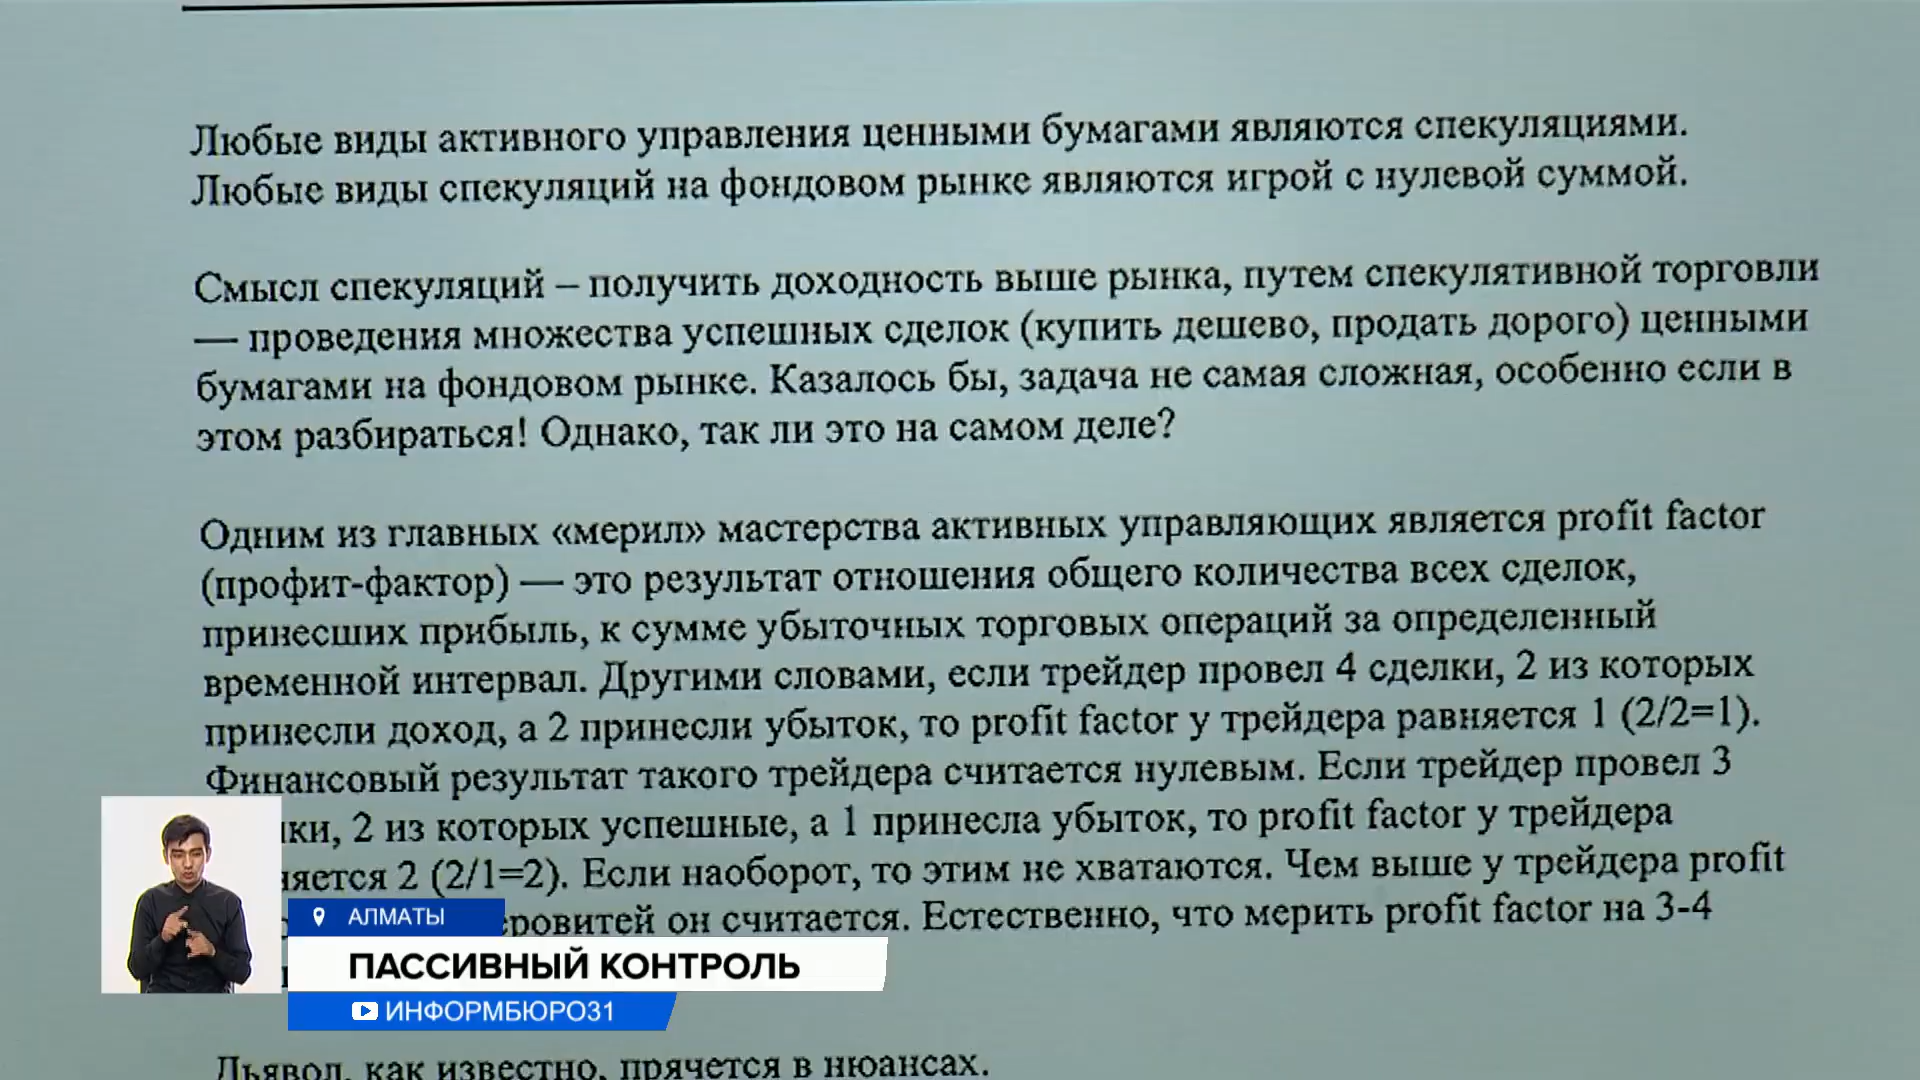 Любые виды активного управления ценными бумагами являются спекуляциями.
Любые виды спекуляций на фондовом рынке являются игрой с нулевой суммой.
Смысл спекуляций – получить доходность выше рынка, путем спекулятивной торговли
— проведения множества успешных сделок (купить дешево, продать дорого) ценными
бумагами на фондовом рынке. Казалось бы, задача не самая сложная, особенно если в
этом разбираться! Однако, так ли это на самом деле?
Одним из главных «мерил» мастерства активных управляющих является profit factor
(профит-фактор) — это результат отношения общего количества всех сделок,
принесших прибыль, к сумме убыточных торговых операций за определенный
временной интервал. Другими словами, если трейдер провел 4 сделки, 2 из которых
принесли доход, а 2 принесли убыток, то profit factor у трейдера равняется 1 (2/2=1).
Финансовый результат такого трейдера считается нулевым. Если трейдер провел 3
2 из которых успешные, а 1 принесла убыток, то profit factor у трейдера
2 (2/1=2). Если наоборот, то этим не хватаются. Чем выше у трейдера profit
он считается. Естественно, что мерить profit factor на 3-4
АЛМАТЫ
ПАССИВНЫЙ КОНТРОЛЬ
ИНФОРМБЮРО31
Дьявол, как известно, прячется в нюансах.